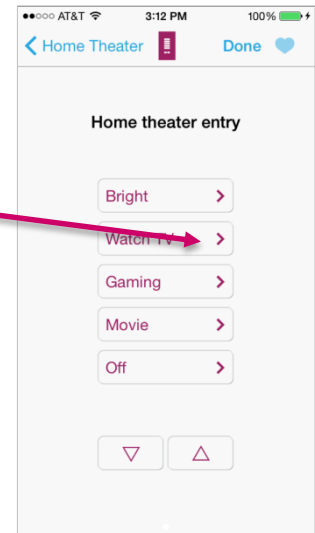 AT&T 3:12 PM 100%
Home Theater Done
Home theater entry
Bright
Watch TV
Gaming
Movie
Off